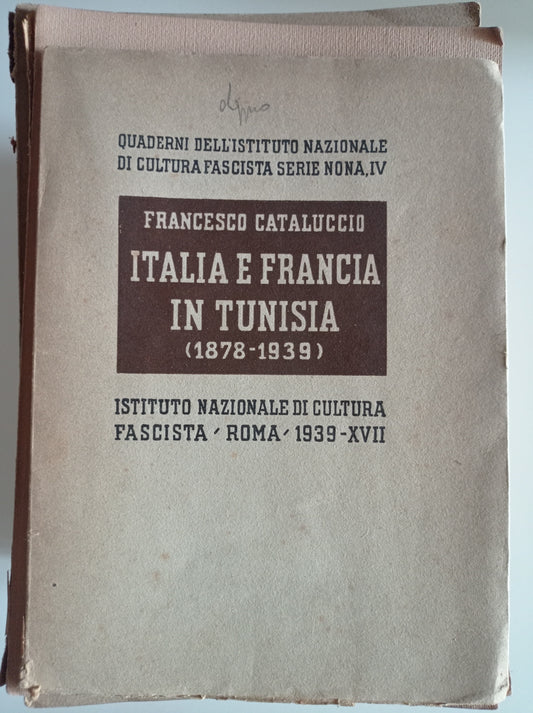 QUADERNI DELL'ISTITUTO NAZIONALE
DI CULTURA FASCISTA SERIE NONA, IV
FRANCESCO CATALUCCIO
ITALIA E FRANCIA
IN TUNISIA
(1878-1939)
ISTITUTO NAZIONALE DI CULTURA
FASCISTA - ROMA - 1939-XVII